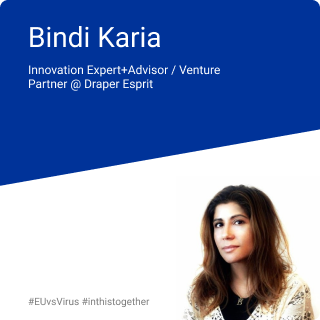 Bindi Karia
Innovation Expert+Advisor / Venture
Partner @ Draper Esprit
#EUvsVirus #inthistogether